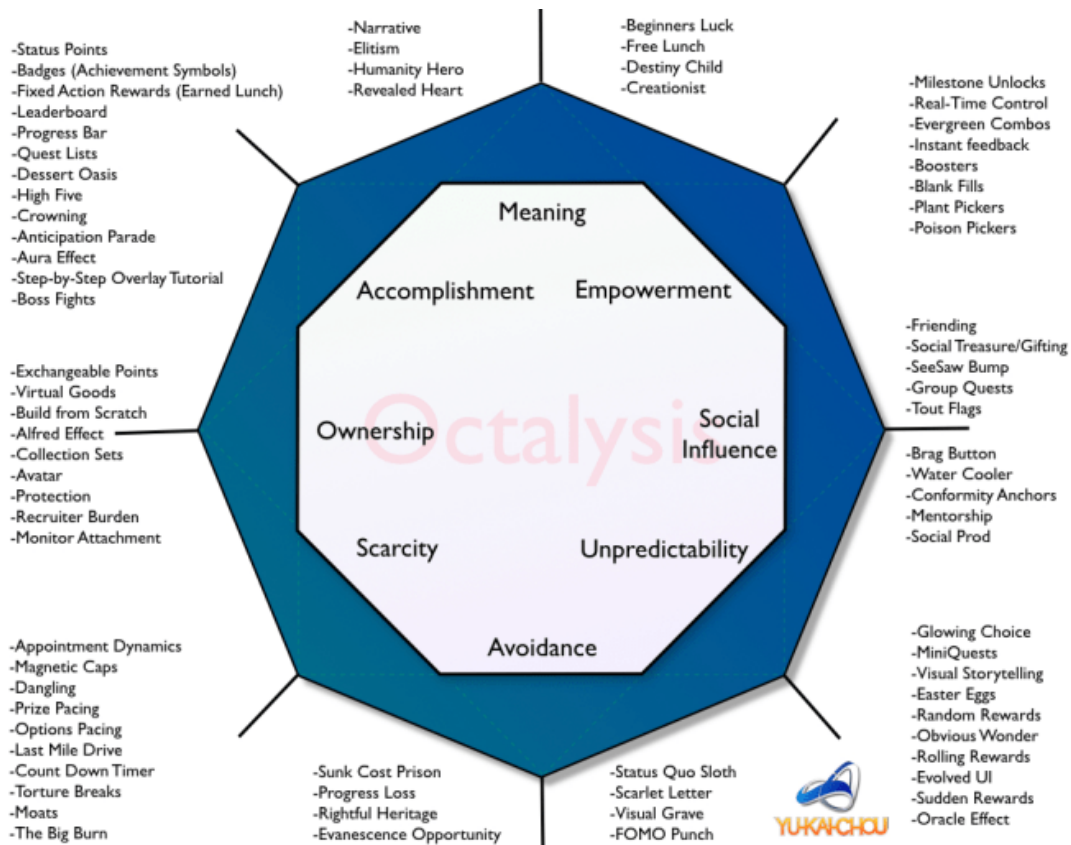 -Narrative
-Elitism
-Humanity Hero
-Revealed Heart
-Beginners Luck
-Free Lunch
-Destiny Child
-Creationist
-Status Points
-Badges (Achievement Symbols)
-Fixed Action Rewards (Earned Lunch)
-Leaderboard
-Progress Bar
-Quest Lists
-Dessert Oasis
-High Five
-Crowning
-Anticipation Parade
-Aura Effect
-Step-by-Step Overlay Tutorial
-Boss Fights
-Milestone Unlocks
-Real-Time Control
-Evergreen Combos
-Instant feedback
-Boosters
-Blank Fills
-Plant Pickers
-Poison Pickers
Meaning
Accomplishment
Empowerment
Ownership
Octalysis
Social
Influence
Scarcity
Unpredictability
Avoidance
-Exchangeable Points
-Virtual Goods
-Build from Scratch
-Alfred Effect
-Collection Sets
-Avatar
-Protection
-Recruiter Burden
-Monitor Attachment
-Friending
-Social Treasure/Gifting
-SeeSaw Bump
-Group Quests
-Tout Flags
-Brag Button
-Water Cooler
-Conformity Anchors
-Mentorship
-Social Prod
-Appointment Dynamics
-Magnetic Caps
-Dangling
-Prize Pacing
-Options Pacing
-Last Mile Drive
-Count Down Timer
-Torture Breaks
-Moats
-The Big Burn
-Sunk Cost Prison
-Progress Loss
-Rightful Heritage
-Evanescence Opportunity
-Status Quo Sloth
-Scarlet Letter
-Visual Grave
-FOMO Punch
YU-KAI-CHOU
-Glowing Choice
-MiniQuests
-Visual Storytelling
-Easter Eggs
-Random Rewards
-Obvious Wonder
-Rolling Rewards
-Evolved UI
-Sudden Rewards
-Oracle Effect